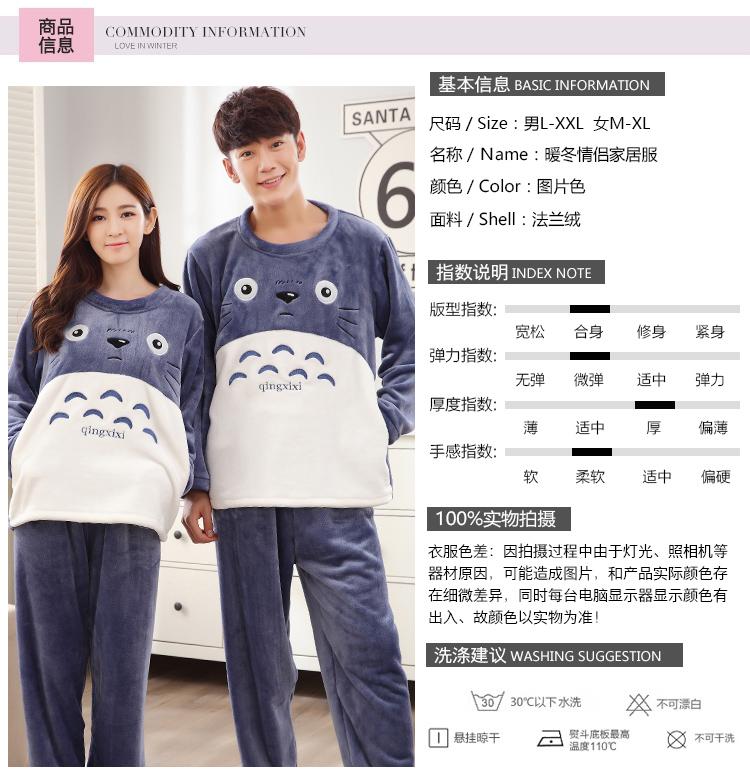 商品
信息
COMMODITY INFORMATION
LOVE IN WINTER
基本信息 BASIC INFORMATION
尺码 / Size：男L-XXL 女M-XL
名称 / Name：暖冬情侣家居服
颜色 / Color：图片色
面料 / Shell：法兰绒
SANTA
6
qingxixi
qingxixi
指数说明 INDEX NOTE
版型指数:
宽松 合身 修身 紧身
弹力指数:
无弹 微弹 适中 弹力
厚度指数:
薄 适中 厚 偏薄
手感指数:
软 柔软 适中 偏硬
100%实物拍摄
衣服色差：因拍摄过程中由于灯光、照相机等
器材原因，可能造成图片，和产品实际颜色存
在细微差异，同时每台电脑显示器显示颜色有
出入、故颜色以实物为准！
洗涤建议 WASHING SUGGESTION
30 30℃以下水洗
不可漂白
悬挂晾干
熨斗底板最高
温度110℃
不可干洗